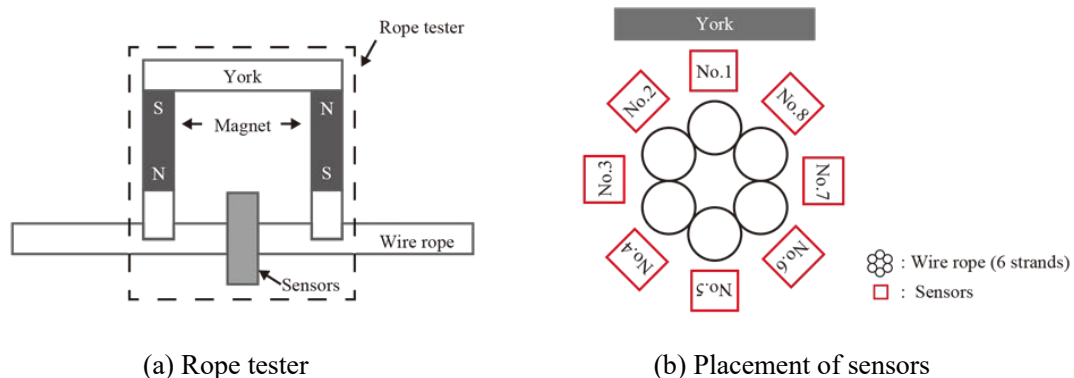 Rope tester
York
S
N
Magnet
N
S
Wire rope
Sensors
(a) Rope tester
York
No.1
No.2
No.8
No.3
No.7
No.4
No.6
No.5
: Wire rope (6 strands)
: Sensors
(b) Placement of sensors